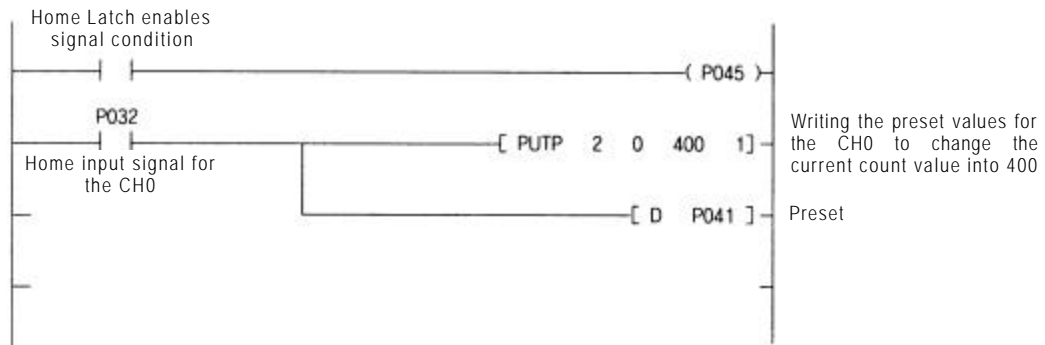 Home Latch enables
signal condition
( P045 )
P032
[ PUTP 2 0 400 1]
Home input signal for
the CH0
Writing the preset values for
the CH0 to change the
current count value into 400
[ D P041 ]
Preset